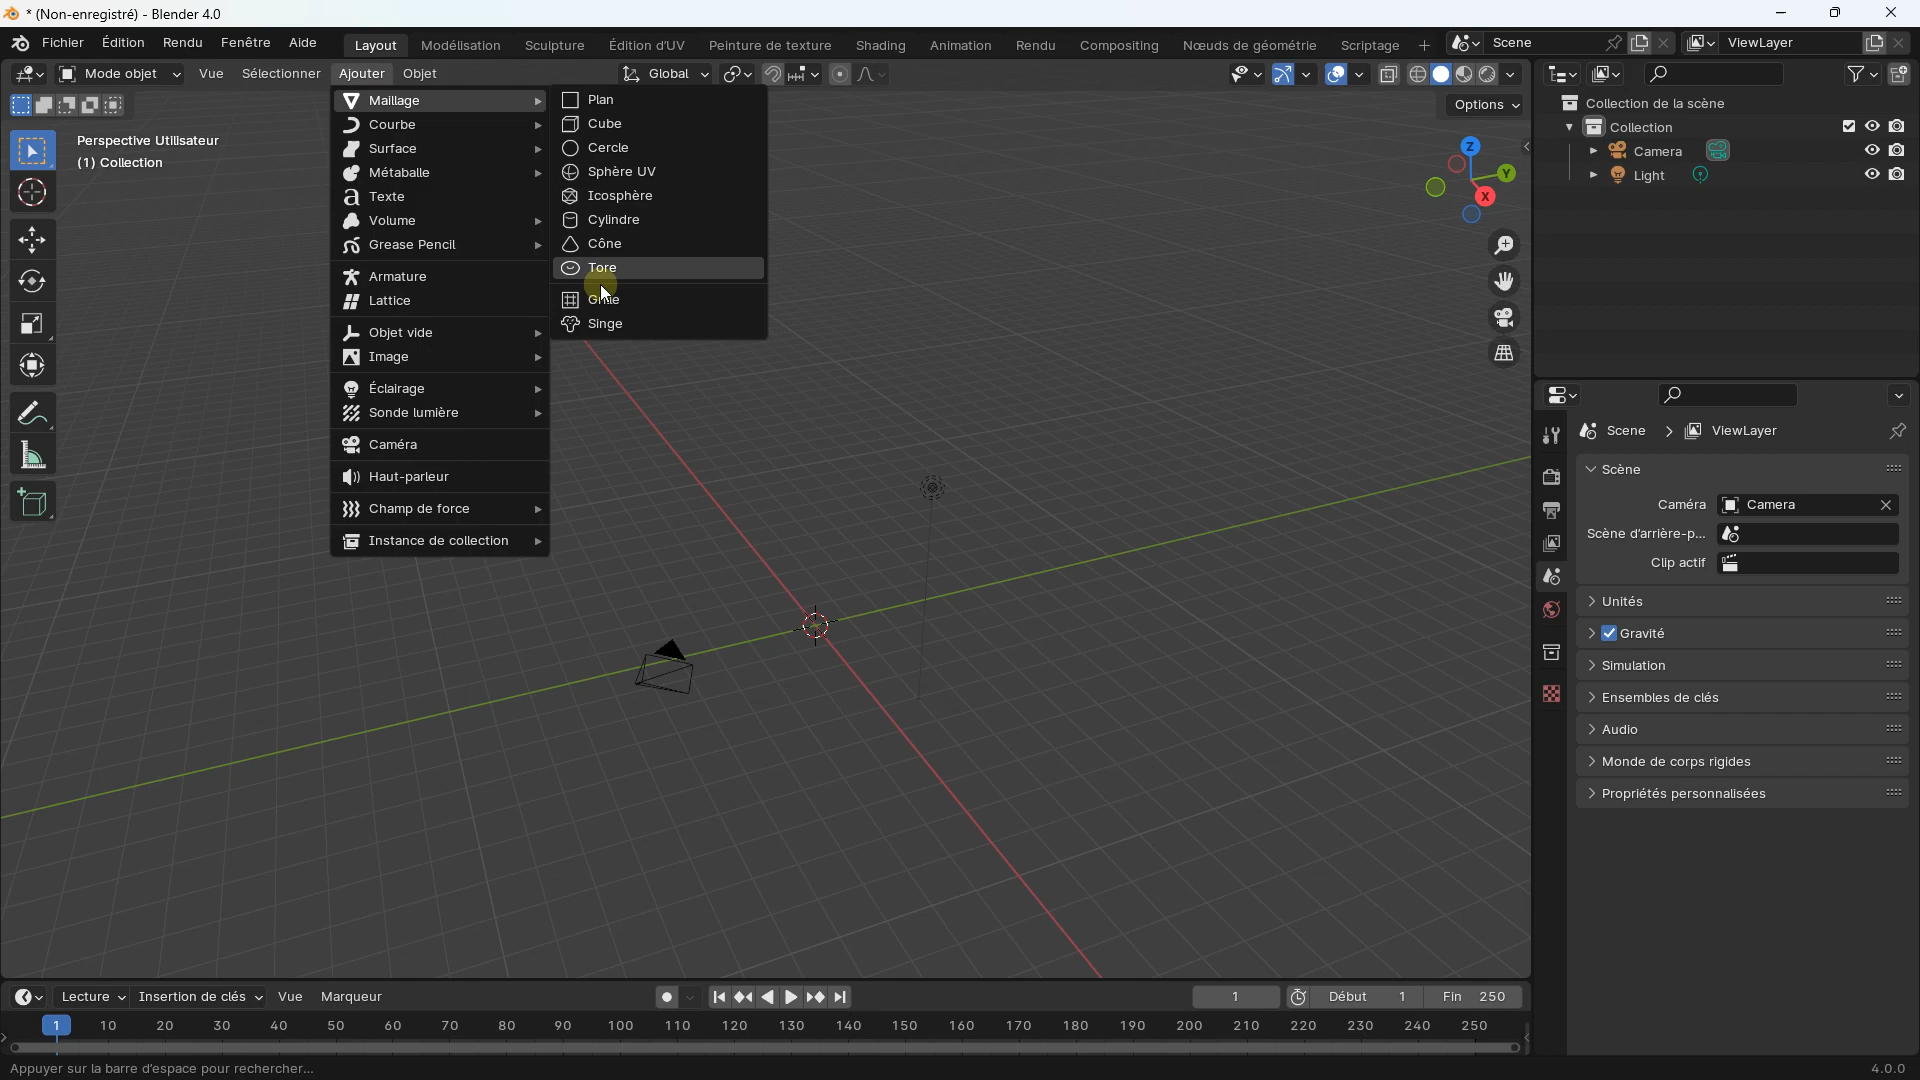 * (Non-enregistré) - Blender 4.0
Fichier Édition Rendu Fenêtre Aide
Layout Modélisation Sculpture Édition d'UV Peinture de texture Shading Animation Rendu Compositing Nœuds de géométrie Scriptage +
Scene
ViewLayer
Mode objet Vue Sélectionner Ajouter Objet
Global
Options
Perspective Utilisateur
(1) Collection
Maillage
Courbe
Surface
Métaballe
Texte
Volume
Grease Pencil
Armature
Lattice
Objet vide
Image
Éclairage
Sonde lumière
Caméra
Haut-parleur
Champ de force
Instance de collection
Plan
Cube
Cercle
Sphère UV
Icosphère
Cylindre
Cône
Tore
Grille
Singe
Z
Y
X
Collection de la scène
Collection
Camera
Light
Scene ViewLayer
Scène
Caméra Camera
Scène d'arrière-p...
Clip actif
Unités
Gravité
Simulation
Ensembles de clés
Audio
Monde de corps rigides
Propriétés personnalisées
Lecture Insertion de clés Vue Marqueur
1
Début 1
Fin 250
1 10 20 30 40 50 60 70 80 90 100 110 120 130 140 150 160 170 180 190 200 210 220 230 240 250
Appuyer sur la barre d'espace pour rechercher...
4.0.0